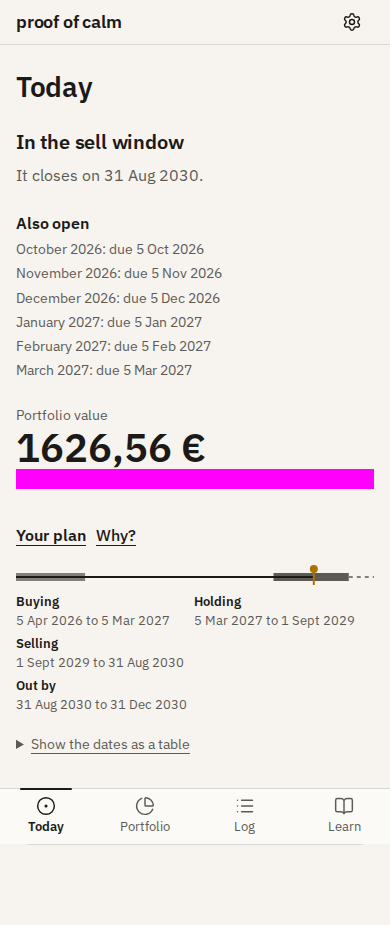 proof of calm
Today
In the sell window
It closes on 31 Aug 2030.
Also open
October 2026: due 5 Oct 2026
November 2026: due 5 Nov 2026
December 2026: due 5 Dec 2026
January 2027: due 5 Jan 2027
February 2027: due 5 Feb 2027
March 2027: due 5 Mar 2027
Portfolio value
1626,56 €
Your plan Why?
Buying
5 Apr 2026 to 5 Mar 2027
Holding
5 Mar 2027 to 1 Sept 2029
Selling
1 Sept 2029 to 31 Aug 2030
Out by
31 Aug 2030 to 31 Dec 2030
Show the dates as a table
Today Portfolio Log Learn